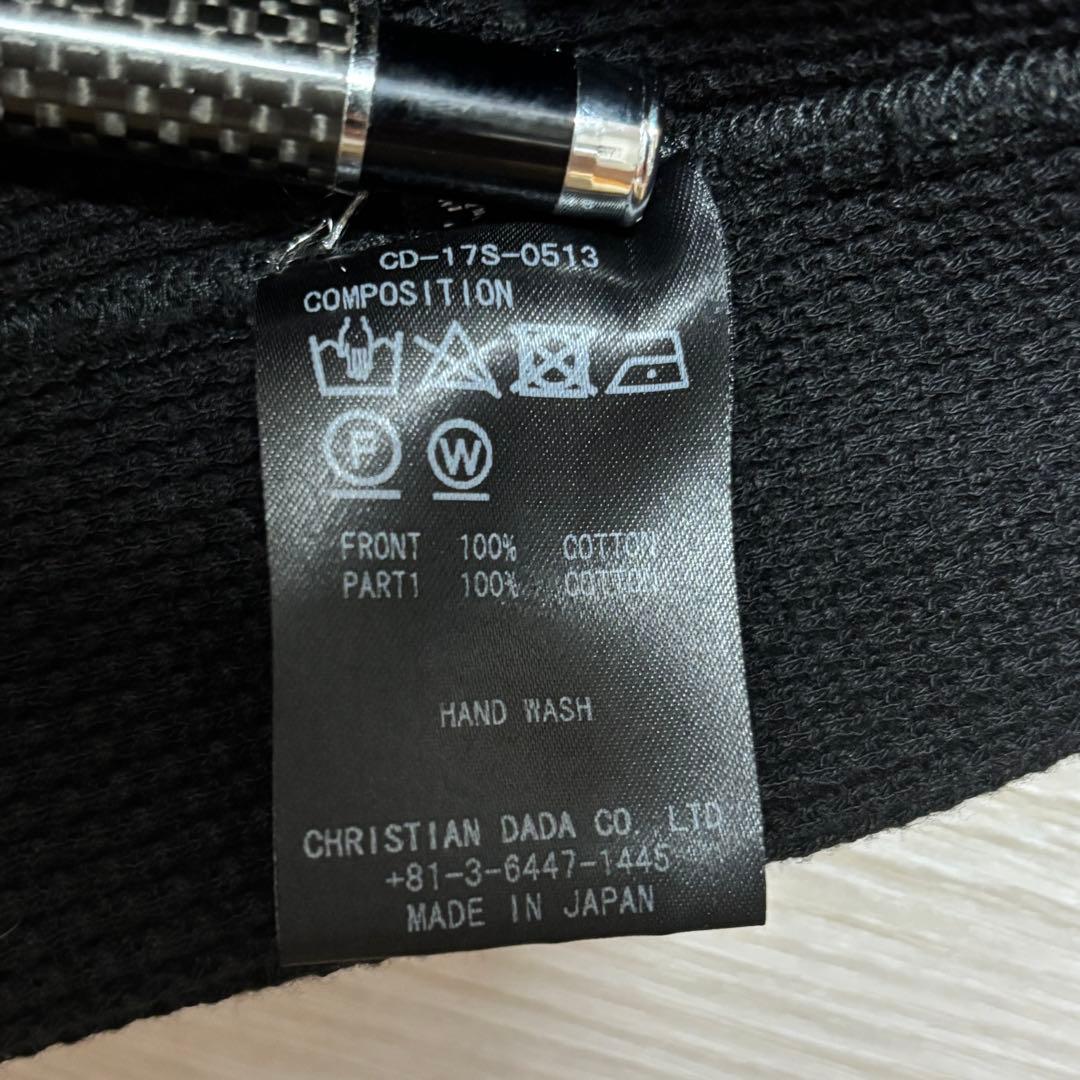 CD-17S-0513
COMPOSITION
F W
FRONT 100% COTTON
PART1 100% COTTON
HAND WASH
CHRISTIAN DADA CO. LTD
+81-3-6447-1445
MADE IN JAPAN